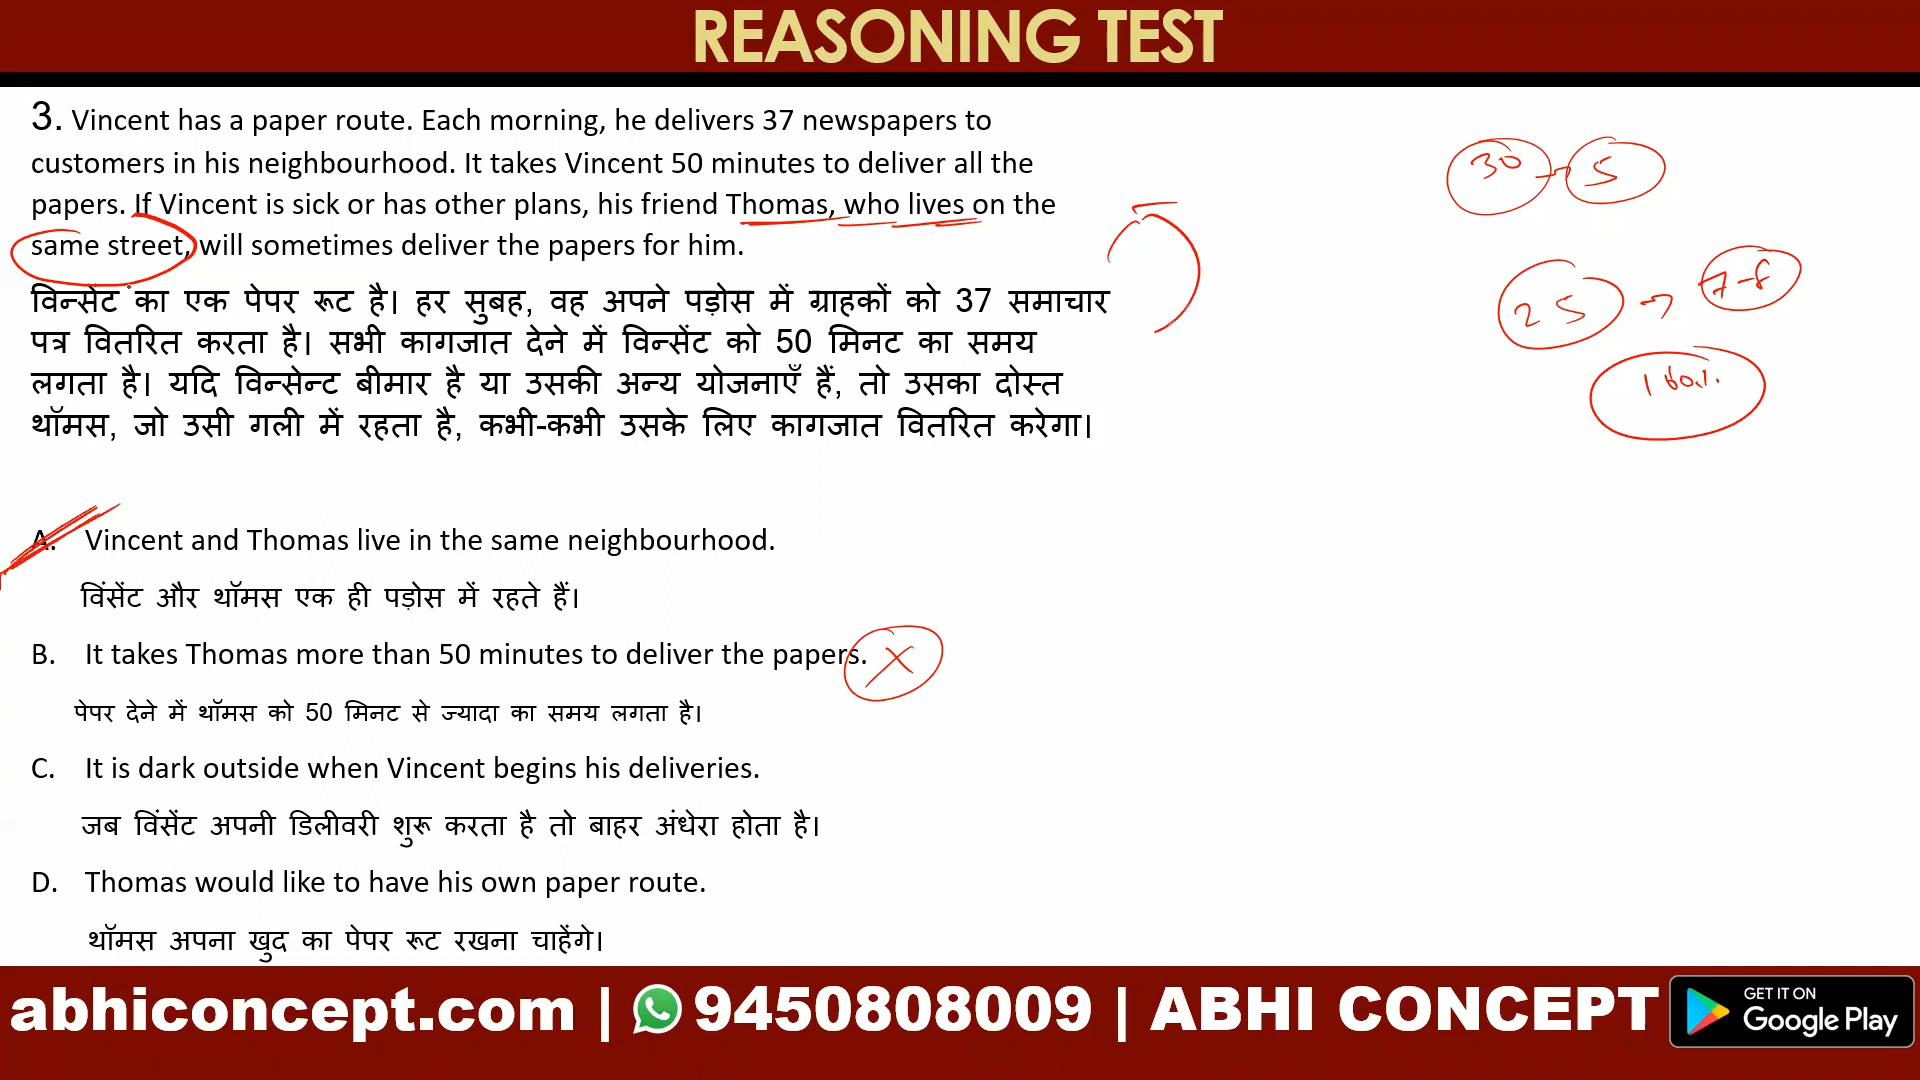 REASONING TEST
3. Vincent has a paper route. Each morning, he delivers 37 newspapers to
customers in his neighbourhood. It takes Vincent 50 minutes to deliver all the
papers. If Vincent is sick or has other plans, his friend Thomas, who lives on the
same street, will sometimes deliver the papers for him.
विन्सेंट का एक पेपर रूट है। हर सुबह, वह अपने पड़ोस में ग्राहकों को 37 समाचार
पत्र वितरित करता है। सभी कागजात देने में विन्सेंट को 50 मिनट का समय
लगता है। यदि विन्सेन्ट बीमार है या उसकी अन्य योजनाएँ हैं, तो उसका दोस्त
थॉमस, जो उसी गली में रहता है, कभी-कभी उसके लिए कागजात वितरित करेगा।
30 → 5
25 → 7-8
A. Vincent and Thomas live in the same neighbourhood.
विंसेंट और थॉमस एक ही पड़ोस में रहते हैं।
B. It takes Thomas more than 50 minutes to deliver the papers. X
पेपर देने में थॉमस को 50 मिनट से ज्यादा का समय लगता है।
C. It is dark outside when Vincent begins his deliveries.
जब विंसेंट अपनी डिलीवरी शुरू करता है तो बाहर अंधेरा होता है।
D. Thomas would like to have his own paper route.
थॉमस अपना खुद का पेपर रूट रखना चाहेंगे।
abhiconcept.com | 9450808009 | ABHI CONCEPT
GET IT ON
Google Play